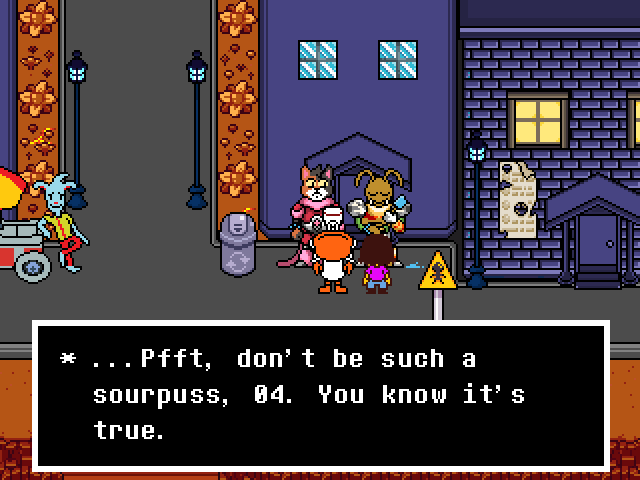 * ...Pfft, don't be such a
sourpuss, 04. You know it's
true.